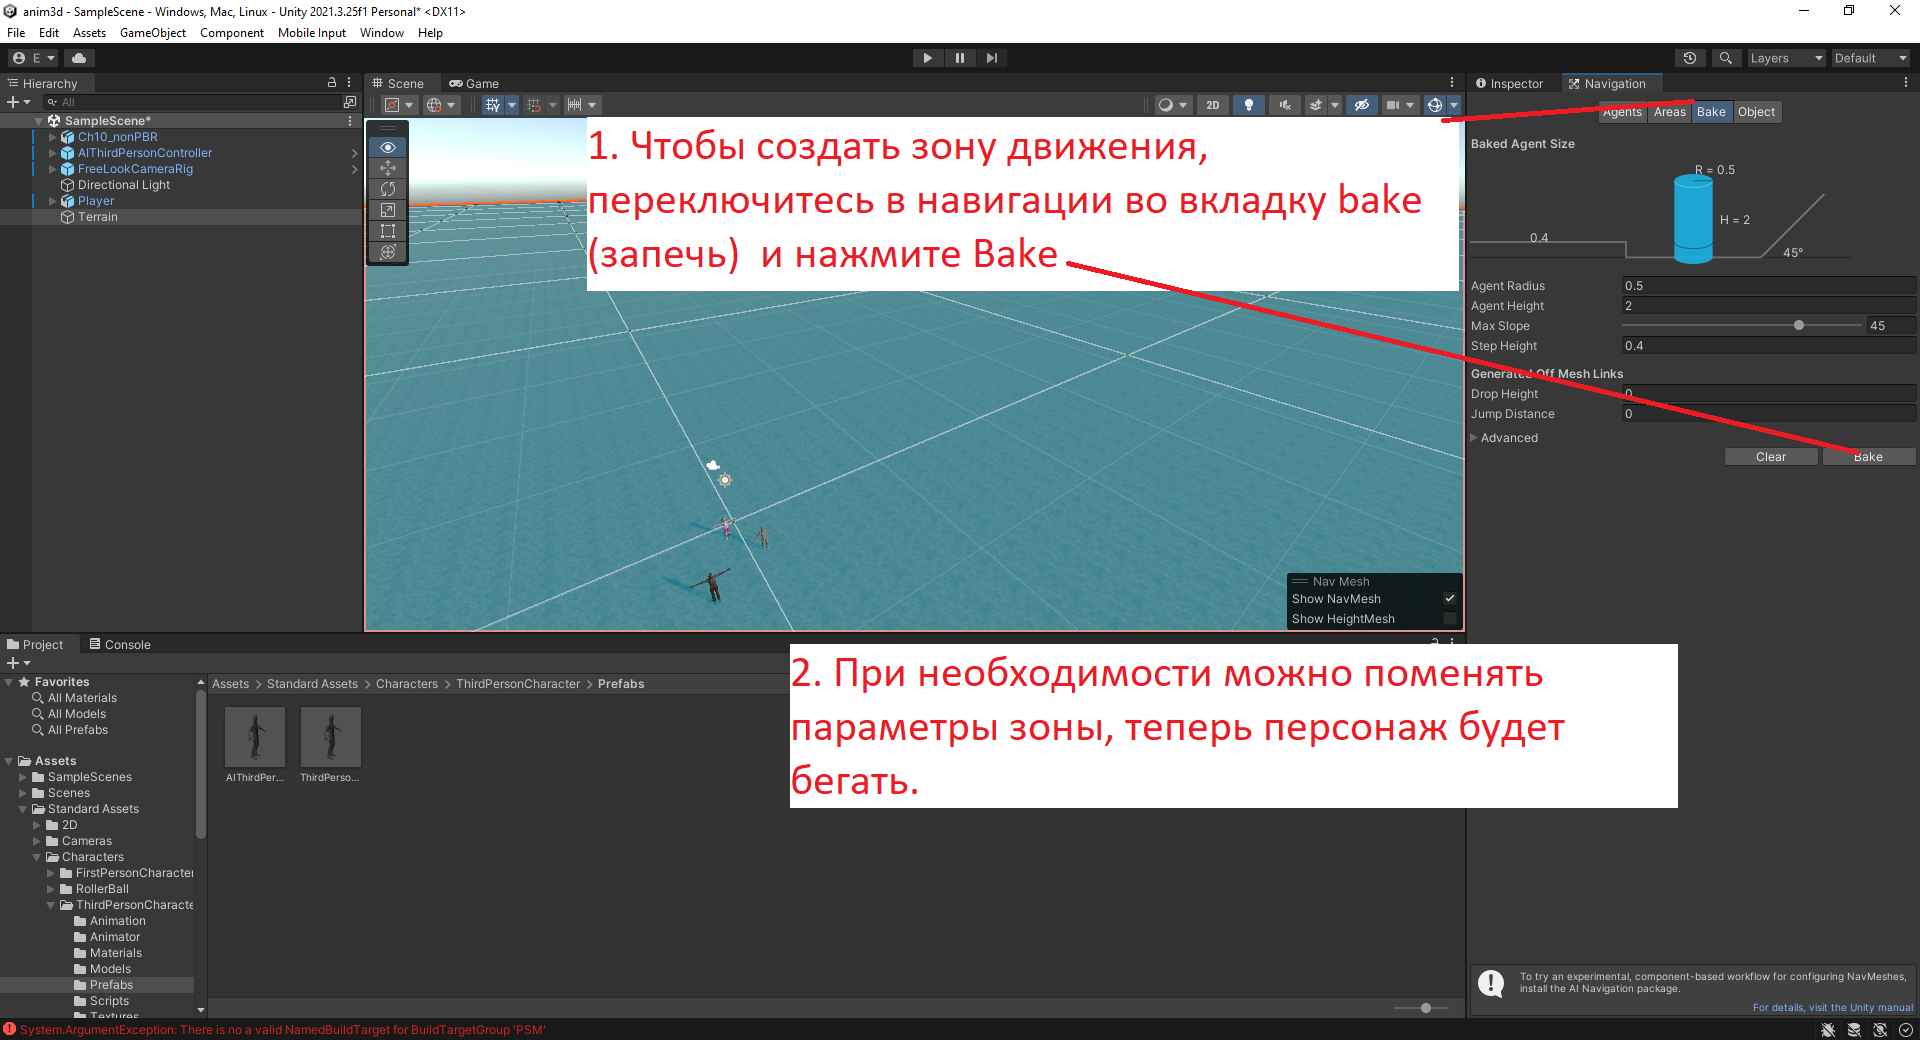 anim3d - SampleScene - Windows, Mac, Linux - Unity 2021.3.25f1 Personal* <DX11>
File Edit Assets GameObject Component Mobile Input Window Help
E
Layers
Default
Hierarchy
All
SampleScene*
Ch10_nonPBR
AIThirdPersonController
FreeLookCameraRig
Directional Light
Player
Terrain
Scene
Game
2D
1. Чтобы создать зону движения,
переключитесь в навигации во вкладку bake
(запечь) и нажмите Bake
Nav Mesh
Show NavMesh
Show HeightMesh
Inspector
Navigation
Agents Areas Bake Object
Baked Agent Size
R = 0.5
H = 2
0.4
45°
Agent Radius 0.5
Agent Height 2
Max Slope 45
Step Height 0.4
Generated Off Mesh Links
Drop Height 0
Jump Distance 0
Advanced
Clear Bake
Project
Console
Favorites
All Materials
All Models
All Prefabs
Assets
SampleScenes
Scenes
Standard Assets
2D
Cameras
Characters
FirstPersonCharacter
RollerBall
ThirdPersonCharacte
Animation
Animator
Materials
Models
Prefabs
Scripts
Textures
Assets > Standard Assets > Characters > ThirdPersonCharacter > Prefabs
AIThirdPer...
ThirdPerso...
2. При необходимости можно поменять
параметры зоны, теперь персонаж будет
бегать.
To try an experimental, component-based workflow for configuring NavMeshes,
install the AI Navigation package.
For details, visit the Unity manual
System.ArgumentException: There is no a valid NamedBuildTarget for BuildTargetGroup 'PSM'